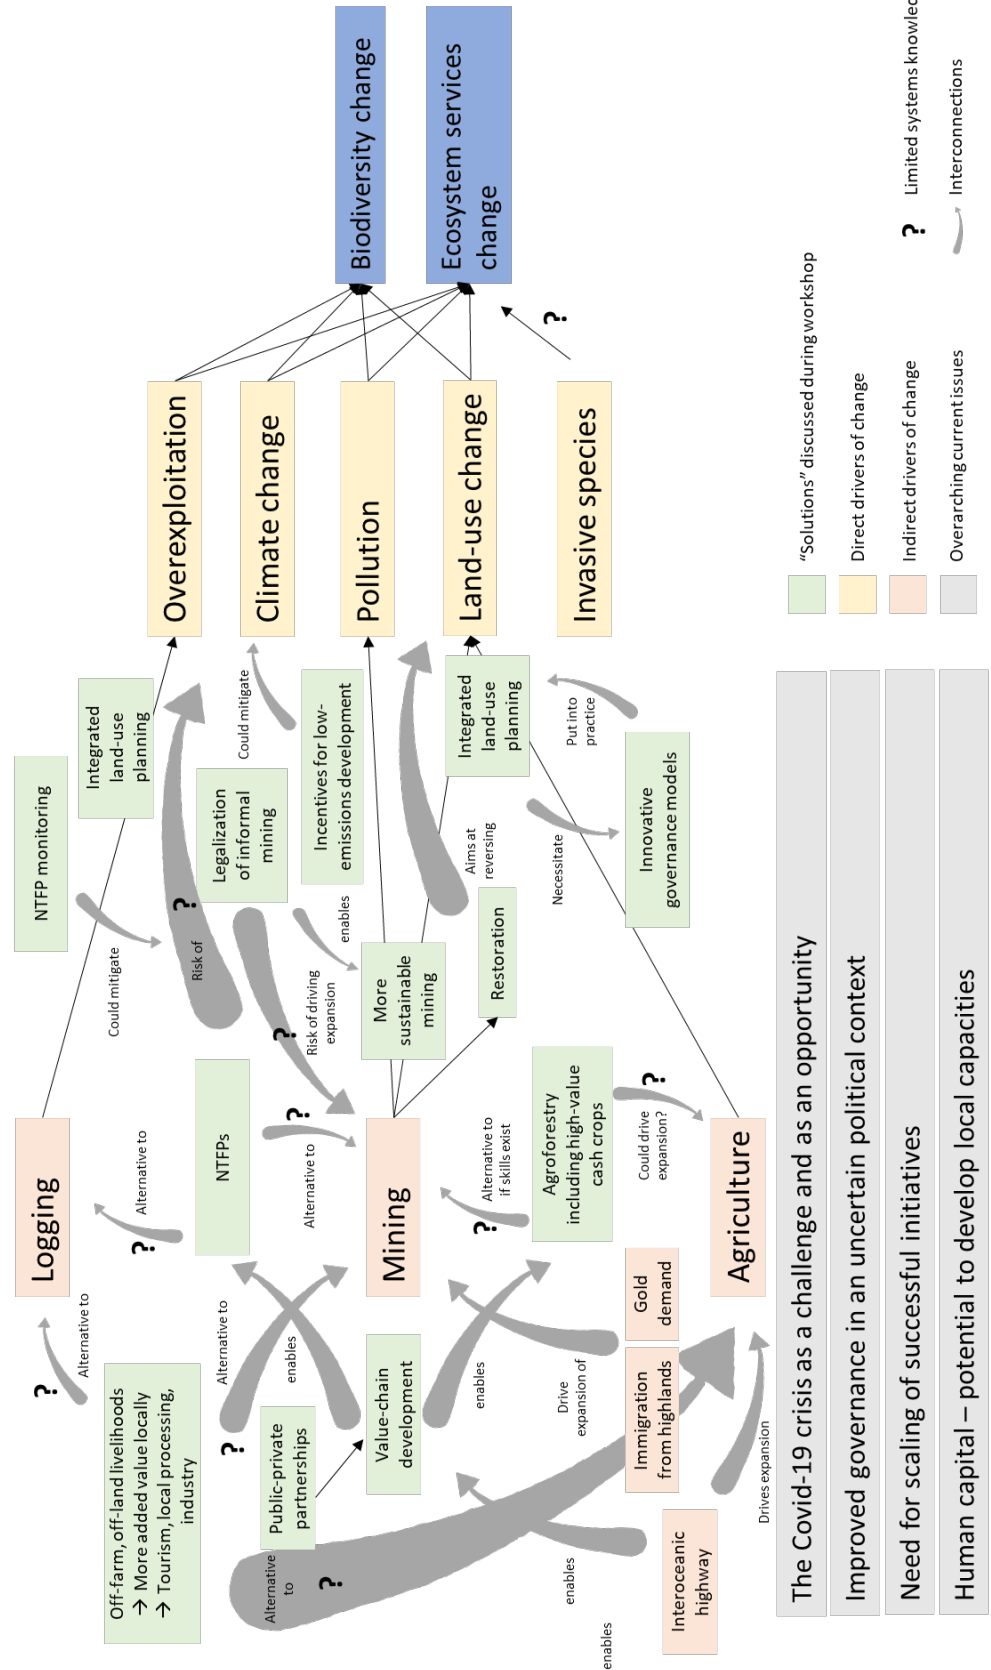 Logging
Mining
Agriculture
Off-farm, off-land livelihoods
→ More added value locally
→ Tourism, local processing,
industry
Public-private
partnerships
Value-chain
development
Interoceanic
highway
Immigration
from highlands
Gold
demand
NTFPs
Agroforestry
including high-value
cash crops
NTFP monitoring
Integrated
land-use
planning
Legalization
of informal
mining
Incentives for low-
emissions development
More
sustainable
mining
Restoration
Integrated
land-use
planning
Innovative
governance models
Overexploitation
Climate change
Pollution
Land-use change
Invasive species
Biodiversity change
Ecosystem services
change
Alternative to
?
Alternative to
?
Alternative to
?
enables
Alternative to
?
Alternative
to
?
enables
Drive
expansion of
enables
enables
Drives expansion
Alternative to
if skills exist
?
Could drive
expansion?
?
Could mitigate
Risk of
?
Risk of driving
expansion
?
enables
Could mitigate
Aims at
reversing
Necessitate
Put into
practice
?
The Covid-19 crisis as a challenge and as an opportunity
Improved governance in an uncertain political context
Need for scaling of successful initiatives
Human capital – potential to develop local capacities
“Solutions” discussed during workshop
Direct drivers of change
Indirect drivers of change
Overarching current issues
? Limited systems
Interconnections